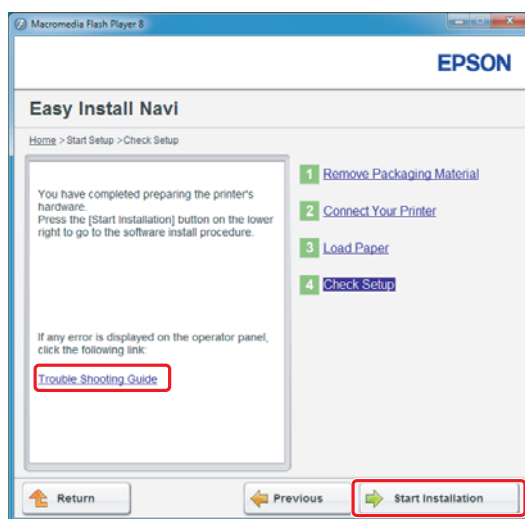 Macromedia Flash Player 8
EPSON
Easy Install Navi
Home > Start Setup >Check Setup
You have completed preparing the printer's
hardware.
Press the [Start Installation] button on the lower
right to go to the software install procedure.
If any error is displayed on the operator panel,
click the following link:
Trouble Shooting Guide
1 Remove Packaging Material
2 Connect Your Printer
3 Load Paper
4 Check Setup
Return
Previous
Start Installation